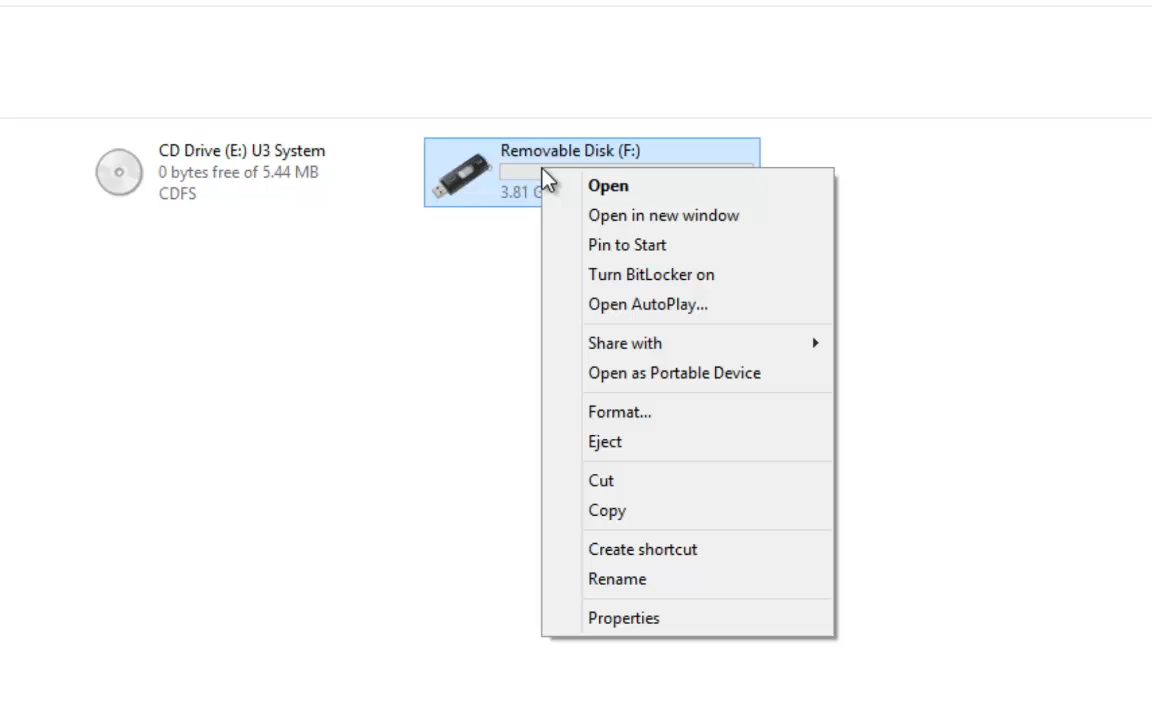 CD Drive (E:) U3 System
0 bytes free of 5.44 MB
CDFS
Removable Disk (F:)
3.81
Open
Open in new window
Pin to Start
Turn BitLocker on
Open AutoPlay...
Share with
Open as Portable Device
Format...
Eject
Cut
Copy
Create shortcut
Rename
Properties